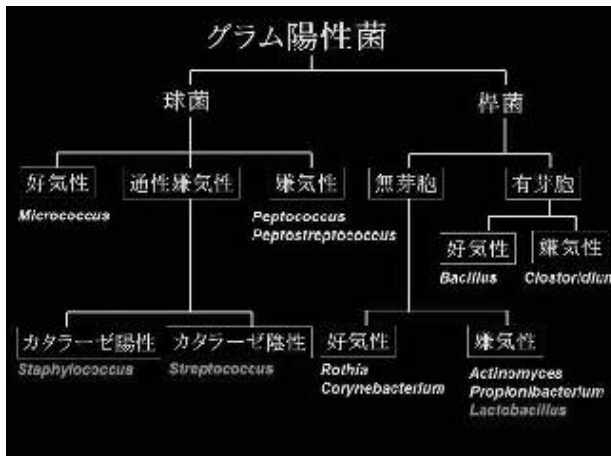 グラム陽性菌
球菌
桿菌
好気性
通性嫌気性
嫌気性
無芽胞
有芽胞
Micrococcus
Peptococcus
Peptostreptococcus
好気性
嫌気性
Bacillus
Clostoridium
カタラーゼ陽性
カタラーゼ陰性
好気性
嫌気性
Staphylococcus
Streptococcus
Rothia
Corynebacterium
Actinomyces
Propionibacterium
Lactobacillus